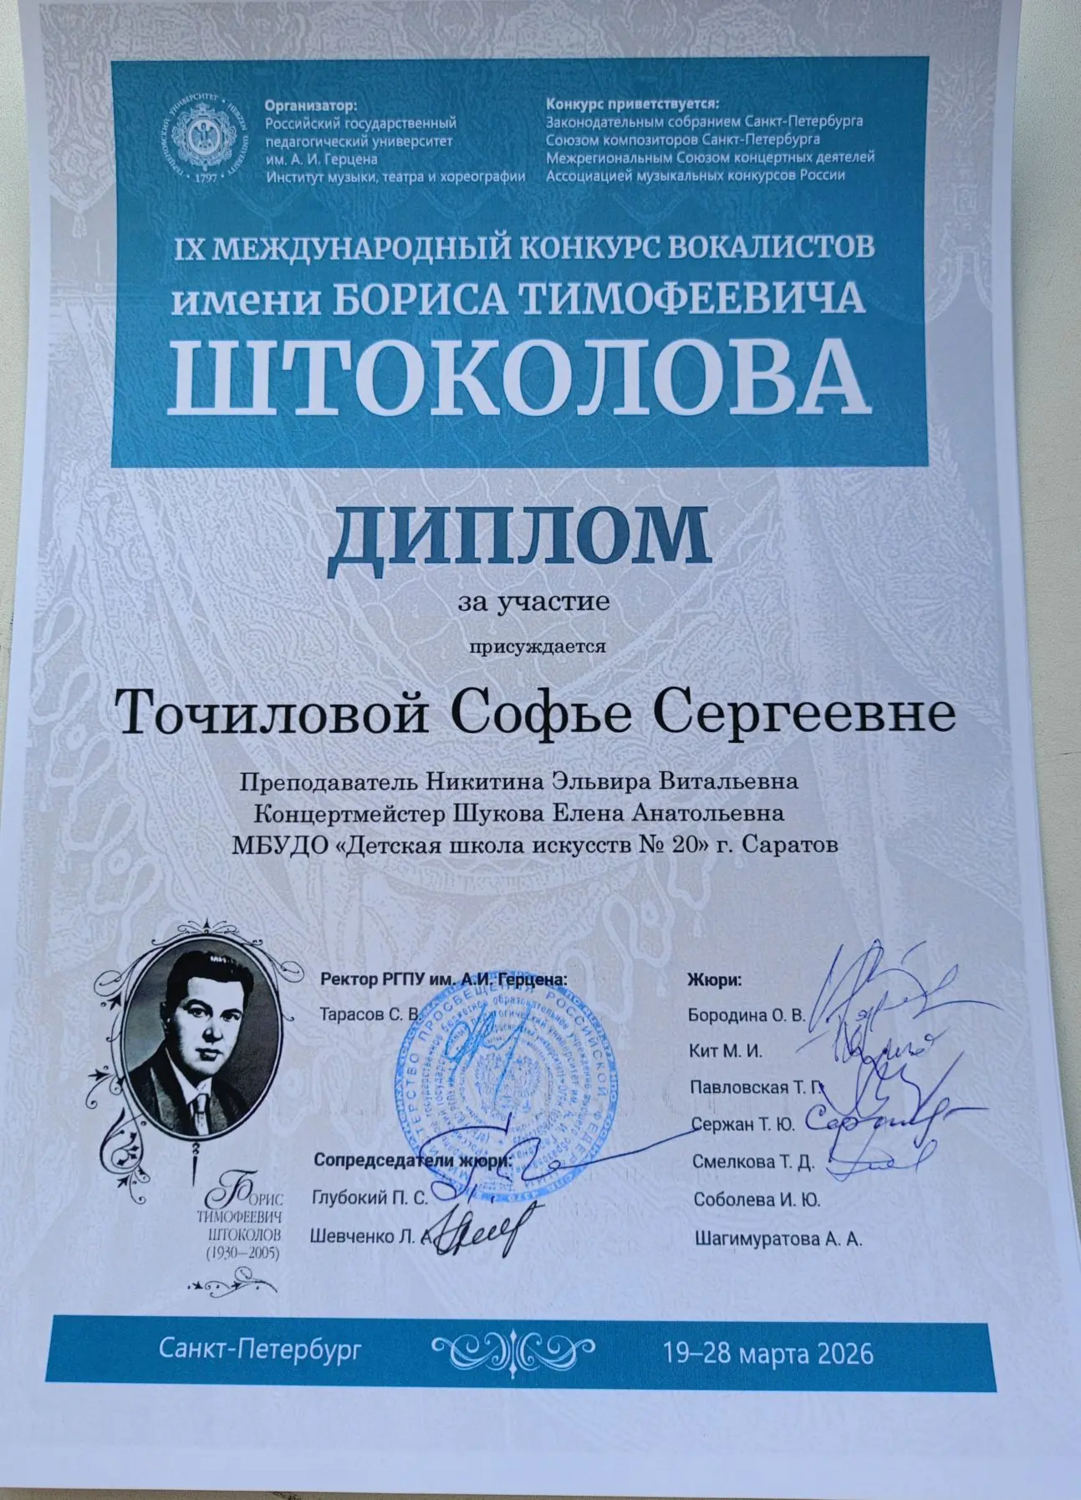 Организатор:
Российский государственный
педагогический университет
им. А. И. Герцена
Институт музыки, театра и хореографии
Конкурс приветствуется:
Законодательным собранием Санкт-Петербурга
Союзом композиторов Санкт-Петербурга
Межрегиональным Союзом концертных деятелей
Ассоциацией музыкальных конкурсов России
1797
IX МЕЖДУНАРОДНЫЙ КОНКУРС ВОКАЛИСТОВ
имени БОРИСА ТИМОФЕЕВИЧА
ШТОКОЛОВА
ДИПЛОМ
за участие
присуждается
Точиловой Софье Сергеевне
Преподаватель Никитина Эльвира Витальевна
Концертмейстер Шукова Елена Анатольевна
МБУДО «Детская школа искусств № 20» г. Саратов
Ректор РГПУ им. А.И. Герцена:
Тарасов С. В.
Сопредседатели жюри:
Глубокий П. С.
Шевченко Л. А.
Жюри:
Бородина О. В.
Кит М. И.
Павловская Т. П.
Сержан Т. Ю.
Смелкова Т. Д.
Соболева И. Ю.
Шагимуратова А. А.
БОРИС
ТИМОФЕЕВИЧ
ШТОКОЛОВ
(1930—2005)
Санкт-Петербург
19–28 марта 2026